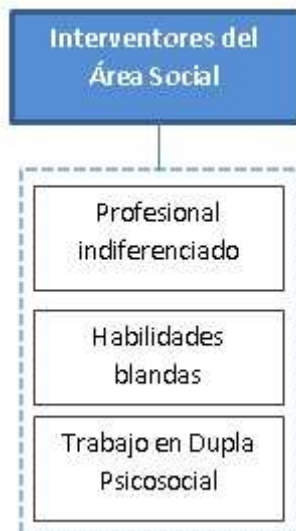 Interventores del
Área Social
Profesional
indiferenciado
Habilidades
blandas
Trabajo en Dupla
Psicosocial